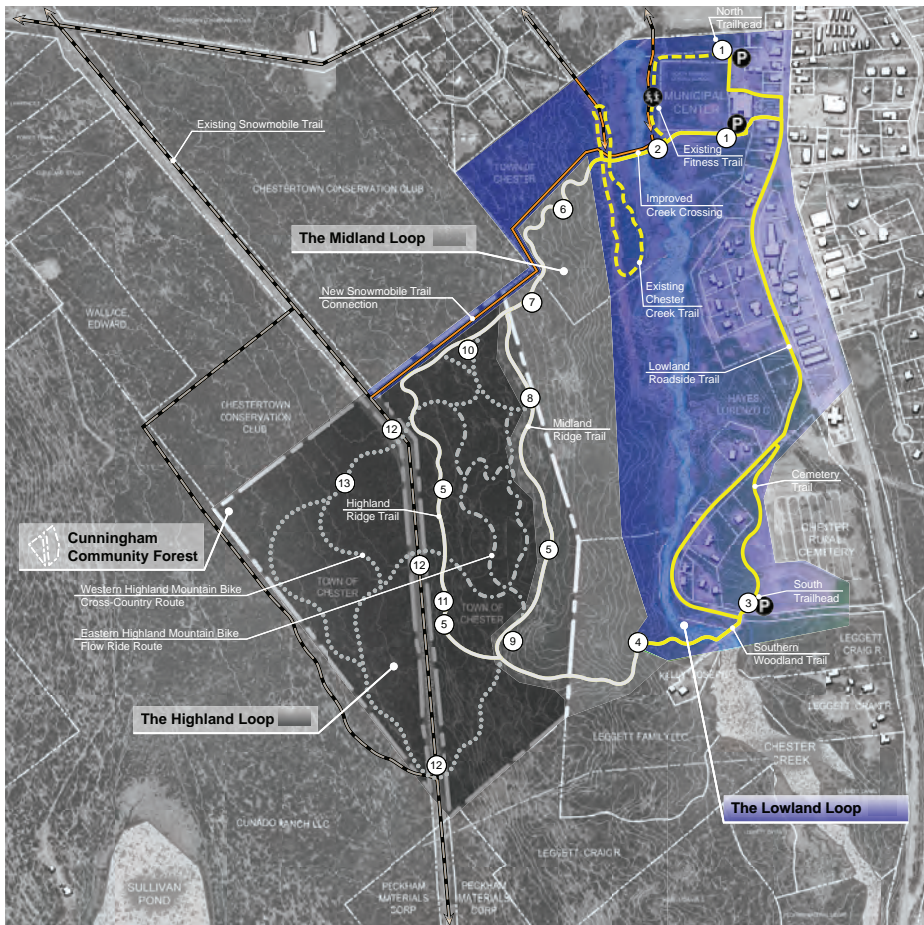 North
Trailhead
1
P
MUNICIPAL
CENTER
P
1
2
Existing
Fitness Trail
Existing Snowmobile Trail
TOWN OF
CHESTER
CHESTERTOWN CONSERVATION CLUB
Improved
Creek Crossing
6
The Midland Loop
Existing
Chester
Creek Trail
New Snowmobile Trail
Connection
7
WALLACE,
EDWARD
10
Lowland
Roadside Trail
8
HAYES,
LORENZO C
CHESTERTOWN
CONSERVATION
CLUB
12
Midland
Ridge Trail
Cemetery
Trail
13
5
Highland
Ridge Trail
CHESTER
RURAL
CEMETERY
Cunningham
Community Forest
5
12
Western Highland Mountain Bike
Cross-Country Route
TOWN OF
CHESTER
South
Trailhead
3
P
11
TOWN OF
CHESTER
5
Eastern Highland Mountain Bike
Flow Ride Route
9
4
Southern
Woodland Trail
LEGGETT
CRAIG R
The Highland Loop
LEGGETT CRAIG R
LEGGETT FAMILY LLC
CHESTER
CREEK
12
The Lowland Loop
CUNADO RANCH LLC
LEGGETT, CRAIG R
SULLIVAN
POND
PECKHAM
MATERIALS
CORP
PECKHAM
MATERIALS
CORP